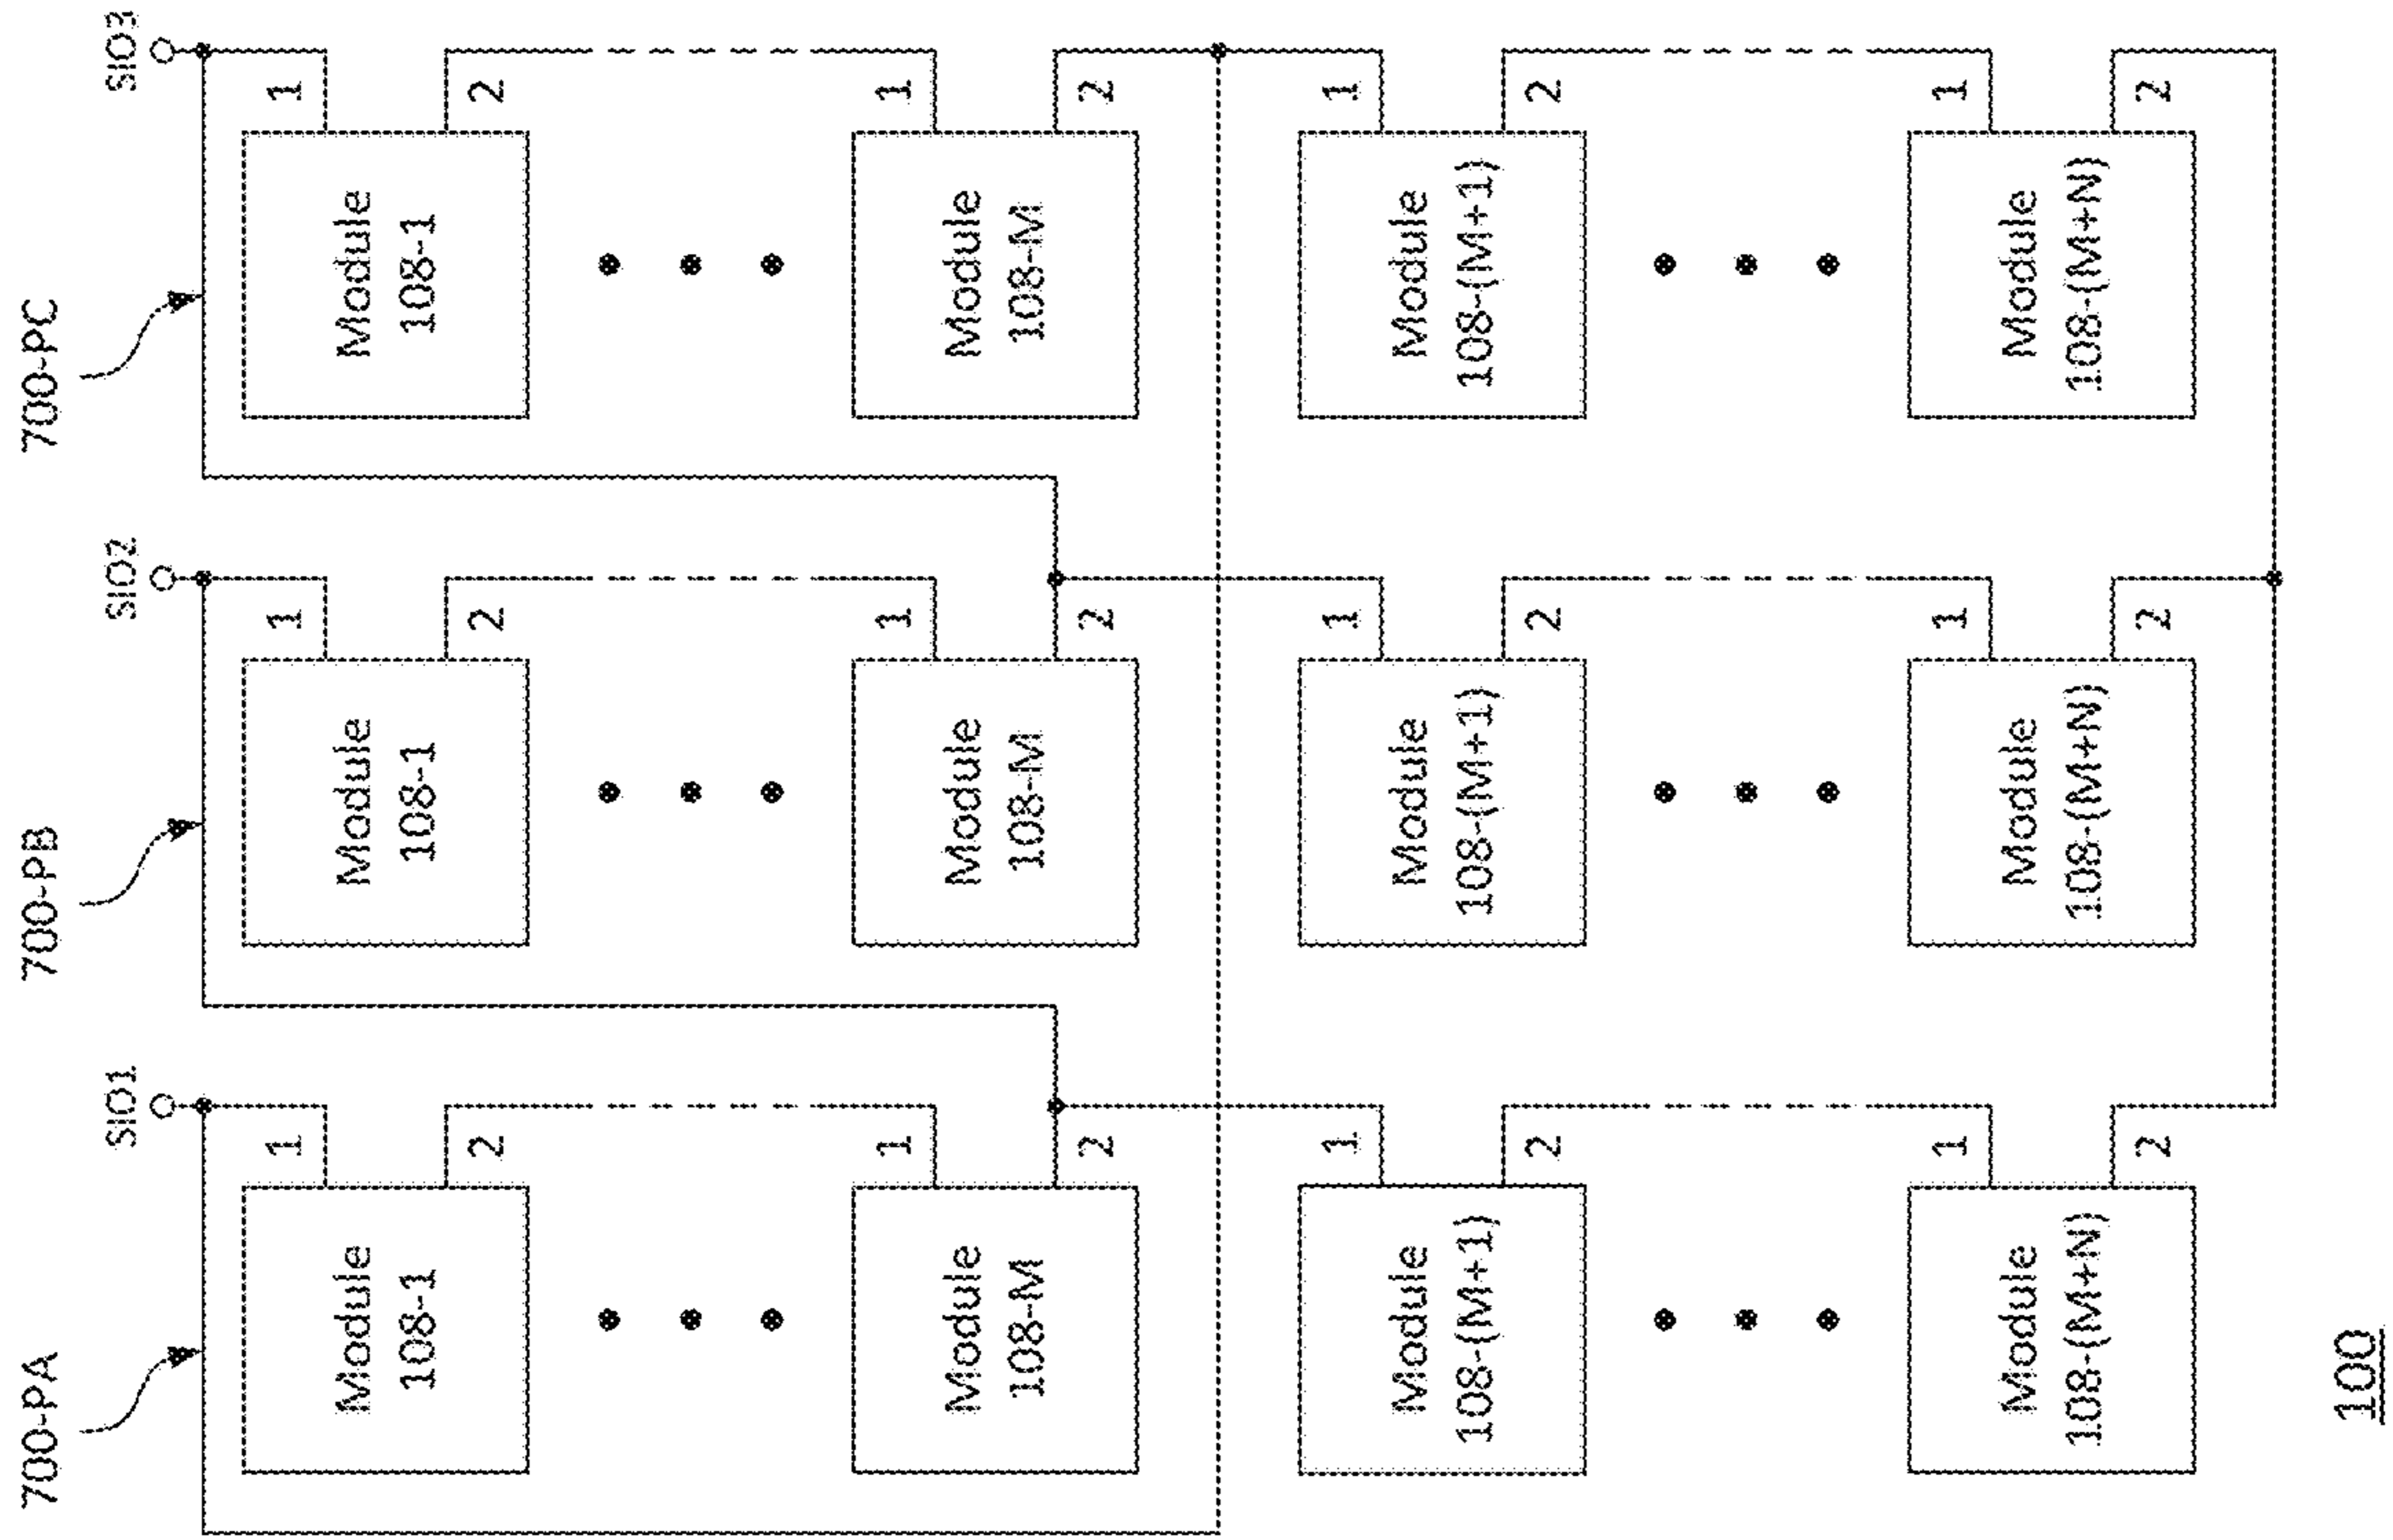 700-PA
700-PB
700-PC
SIO1
SIO2
SIO3
1
1
1
Module
108-1
Module
108-1
Module
108-1
2
2
2
1
1
1
Module
108-M
Module
108-M
Module
108-M
2
2
2
1
1
1
Module
108-(M+1)
Module
108-(M+1)
Module
108-(M+1)
2
2
2
1
1
1
Module
108-(M+N)
Module
108-(M+N)
Module
108-(M+N)
2
2
2
100